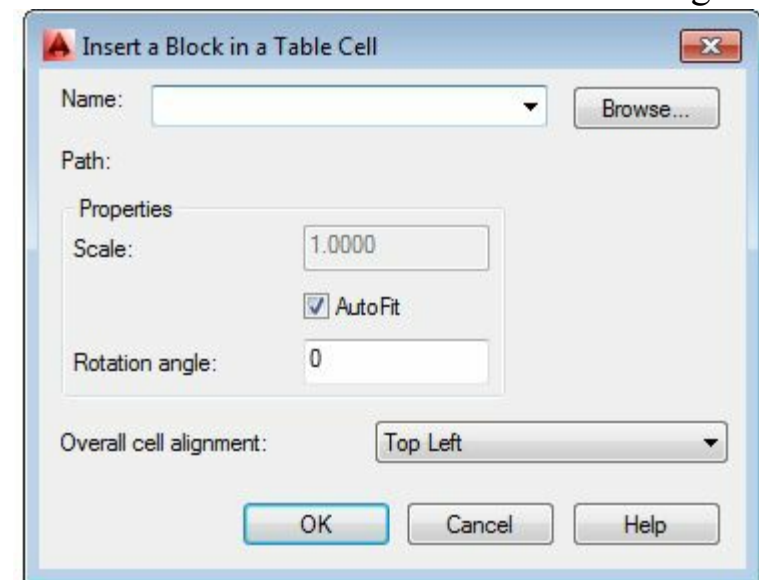 Insert a Block in a Table Cell
Name:
Browse...
Path:
Properties
Scale: 1.0000
AutoFit
Rotation angle: 0
Overall cell alignment: Top Left
OK Cancel Help